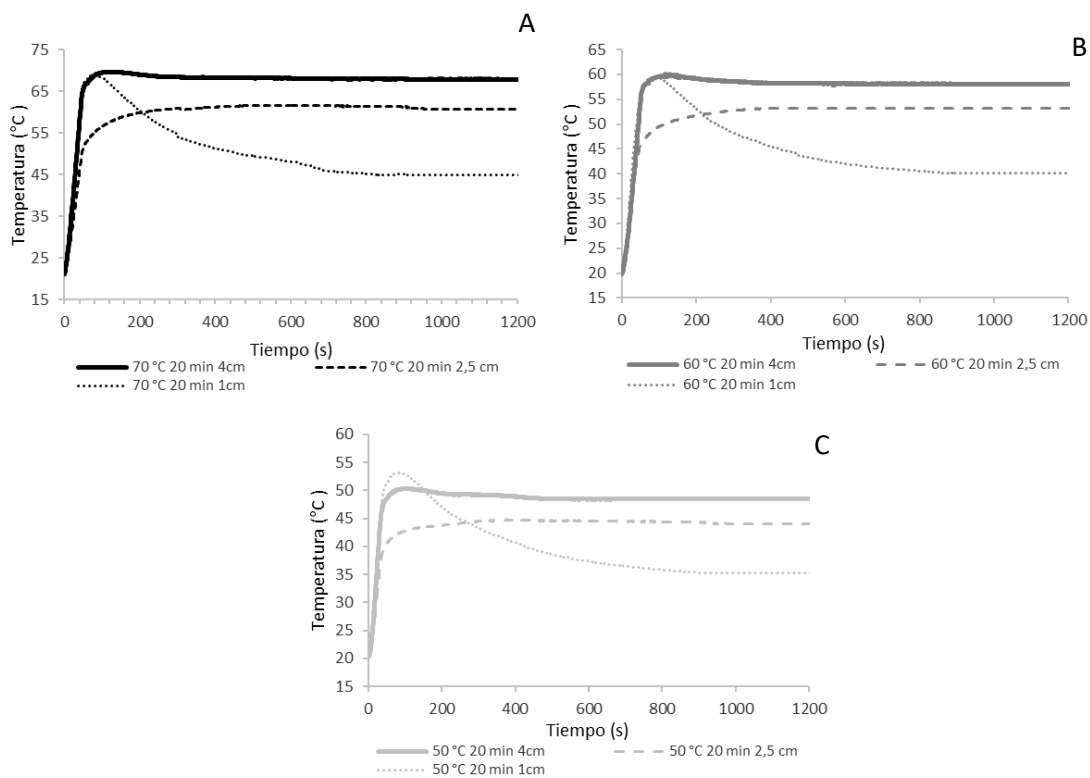 A
75
65
55
45
35
25
15
Temperatura (°C )
0 200 400 600 800 1000 1200
Tiempo (s)
70 °C 20 min 4cm 70 °C 20 min 2,5 cm
70 °C 20 min 1cm
B
65
60
55
50
45
40
35
30
25
20
15
Temperatura (°C )
0 200 400 600 800 1000 1200
Tiempo (s)
60 °C 20 min 4cm 60 °C 20 min 2,5 cm
60 °C 20 min 1cm
C
60
55
50
45
40
35
30
25
20
15
Temperatura (°C )
0 200 400 600 800 1000 1200
Tiempo (s)
50 °C 20 min 4cm 50 °C 20 min 2,5 cm
50 °C 20 min 1cm